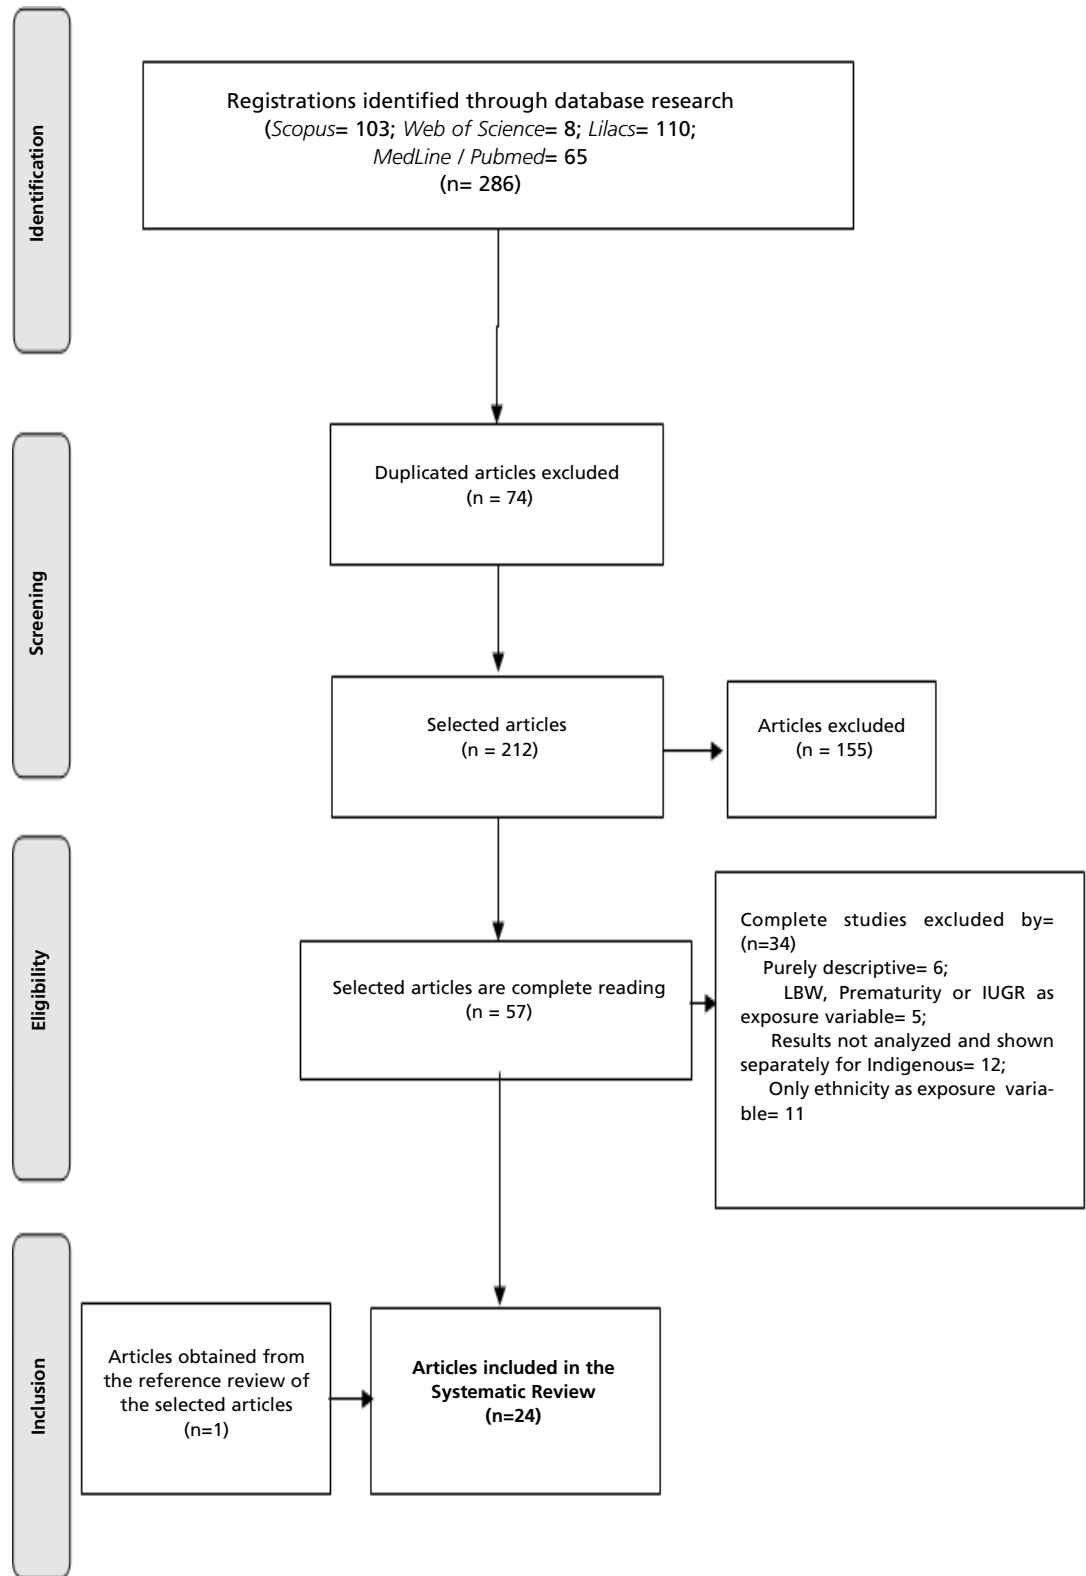 Identification
Registrations identified through database research
(Scopus= 103; Web of Science= 8; Lilacs= 110;
MedLine / Pubmed= 65
(n= 286)
Screening
Duplicated articles excluded
(n = 74)
Selected articles
(n = 212)
Articles excluded
(n = 155)
Eligibility
Selected articles are complete reading
(n = 57)
Complete studies excluded by=
(n=34)
Purely descriptive= 6;
LBW, Prematurity or IUGR as
exposure variable= 5;
Results not analyzed and shown
separately for Indigenous= 12;
Only ethnicity as exposure varia-
ble= 11
Inclusion
Articles obtained from
the reference review of
the selected articles
(n=1)
Articles included in the
Systematic Review
(n=24)